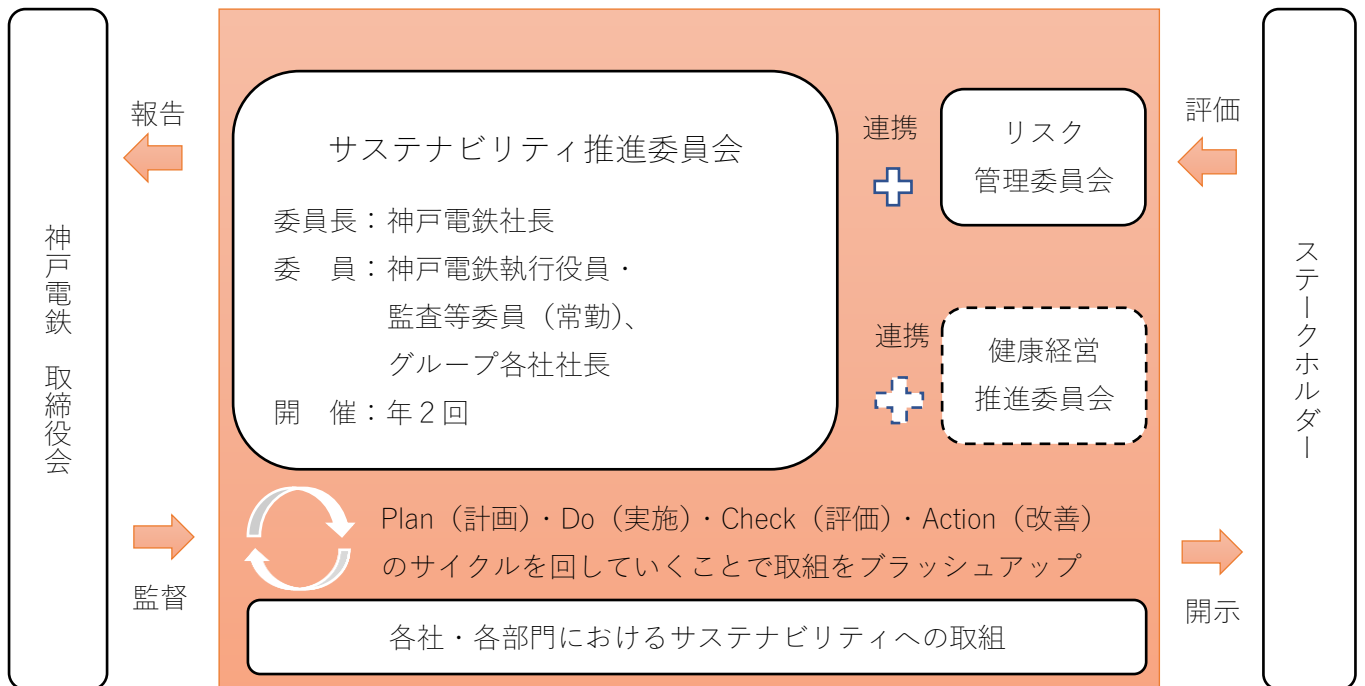 神戸電鉄 取締役会
報告
監督
サステナビリティ推進委員会
委員長：神戸電鉄社長
委 員：神戸電鉄執行役員・
監査等委員（常勤）、
グループ各社社長
開 催：年２回
連携
リスク
管理委員会
連携
健康経営
推進委員会
Plan（計画）・Do（実施）・Check（評価）・Action（改善）
のサイクルを回していくことで取組をブラッシュアップ
各社・各部門におけるサステナビリティへの取組
評価
開示
ステークホルダー